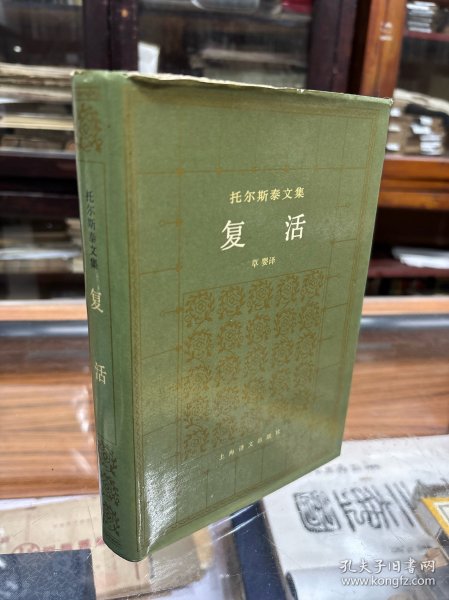 托尔斯泰文集
复活
草婴译
上海译文出版社
托尔斯泰文集
复活
孔夫子旧书网
www.kongfz.com